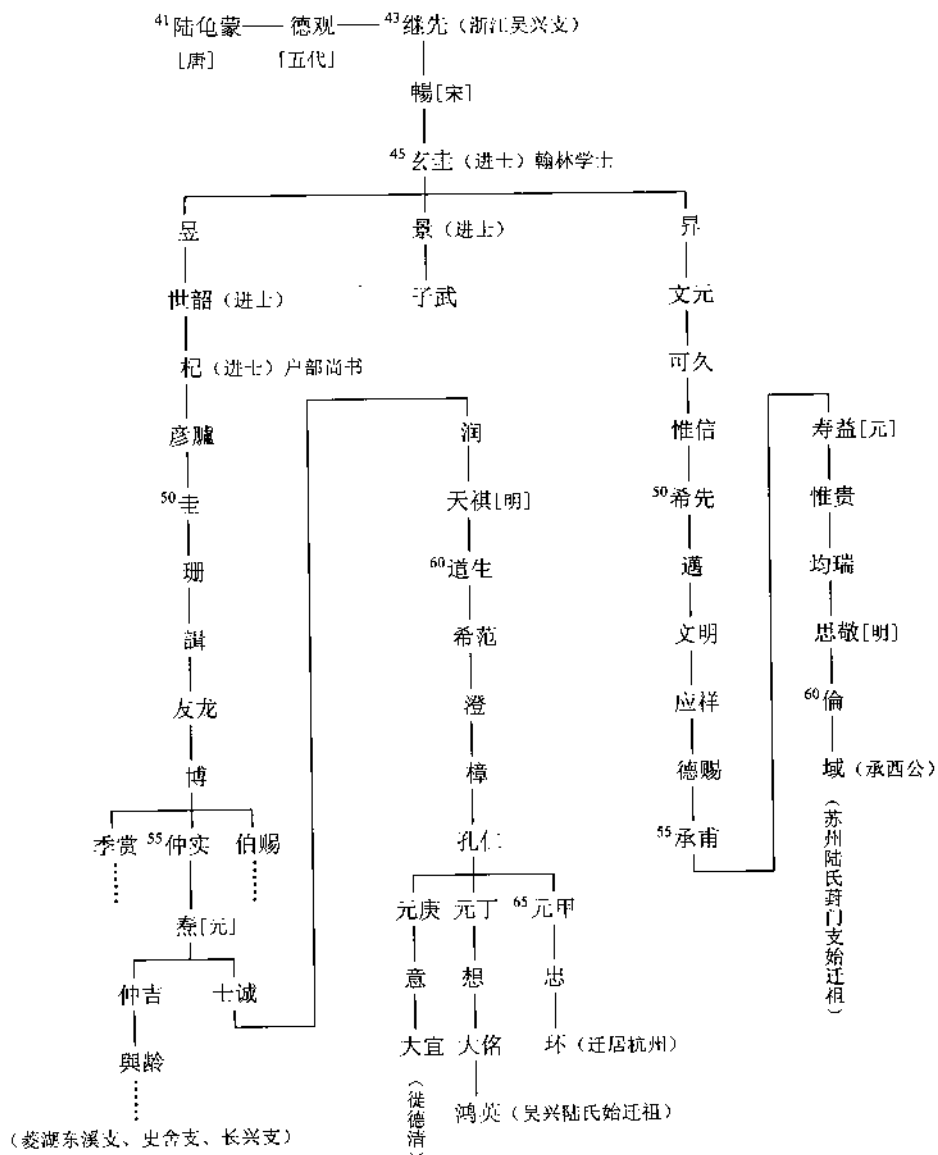 41陆龟蒙 德观 43继先（浙江吴兴支）
[唐] [五代]
暢[宋]
45玄圭（进士）翰林学士
昱 景（进士） 昇
世韶（进士） 子武 文元
杞（进士）户部尚书 可久
彦臚 润 惟信 寿益[元]
50圭 天祺[明] 50希先 惟贵
珊 60道生 邁 均瑞
諿 希范 文明 思敬[明]
友龙 澄 应祥 60倫
博 樟 德赐 域（承西公）
季赏 55仲实 伯赐 孔仁 55承甫
（苏州陆氏葑门支始迁祖）
焘[元] 元庚 元丁 65元甲
仲吉 士诚 意 想 忠
與龄 大宜 大铭 环（迁居杭州）
（徙德清）
鸿英（吴兴陆氏始迁祖）
（菱湖东溪支、史舍支、长兴支）